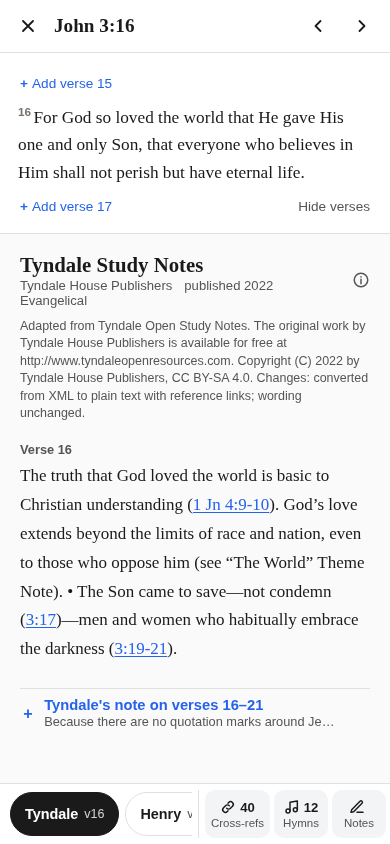 John 3:16
+ Add verse 15
16 For God so loved the world that He gave His
one and only Son, that everyone who believes in
Him shall not perish but have eternal life.
+ Add verse 17 Hide verses
Tyndale Study Notes
Tyndale House Publishers published 2022
Evangelical
Adapted from Tyndale Open Study Notes. The original work by
Tyndale House Publishers is available for free at
http://www.tyndaleopenresources.com. Copyright (C) 2022 by
Tyndale House Publishers, CC BY-SA 4.0. Changes: converted
from XML to plain text with reference links; wording
unchanged.
Verse 16
The truth that God loved the world is basic to
Christian understanding (1 Jn 4:9-10). God’s love
extends beyond the limits of race and nation, even
to those who oppose him (see “The World” Theme
Note). • The Son came to save—not condemn
(3:17)—men and women who habitually embrace
the darkness (3:19-21).
+ Tyndale's note on verses 16–21
Because there are no quotation marks around Je…
Tyndale v16 Henry 40 12
Cross-refs Hymns Notes